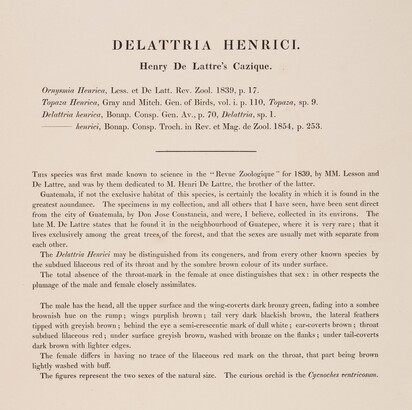 DELATTRIA HENRICI.
Henry De Lattre's Cazique.
Ornysmia Henrica, Less. et De Latt. Rev. Zool. 1839, p. 17.
Topaza Henrica, Gray and Mitch. Gen. of Birds, vol. i. p. 110, Topaza, sp. 9.
Delattria henrica, Bonap. Consp. Gen. Av., p. 70, Delattria, sp. 1.
——— henrici, Bonap. Consp. Troch. in Rev. et Mag. de Zool. 1854, p. 253.
This species was first made known to science in the "Revue Zoologique" for 1839, by MM. Lesson and
De Lattre, and was by them dedicated to M. Henri De Lattre, the brother of the latter.
Guatemala, if not the exclusive habitat of this species, is certainly the locality in which it is found in the
greatest abundance. The specimens in my collection, and all others that I have seen, have been sent direct
from the city of Guatemala, by Don Jose Constancia, and were, I believe, collected in its environs. The
late M. De Lattre states that he found it in the neighbourhood of Guatepec, where it is very rare; that it
lives exclusively among the great trees of the forest, and that the sexes are usually met with separate from
each other.
The Delattria Henrici may be distinguished from its congeners, and from every other known species by
the subdued lilaceous red of its throat and by the sombre brown colour of its under surface.
The total absence of the throat-mark in the female at once distinguishes that sex: in other respects the
plumage of the male and female closely assimilates.
The male has the head, all the upper surface and the wing-coverts dark bronzy green, fading into a sombre
brownish hue on the rump; wings purplish brown; tail very dark blackish brown, the lateral feathers
tipped with greyish brown; behind the eye a semi-crescentic mark of dull white; ear-coverts brown; throat
subdued lilaceous red; under surface greyish brown, washed with bronze on the flanks; under tail-coverts
dark brown with lighter edges.
The female differs in having no trace of the lilaceous red mark on the throat, that part being brown
lightly washed with buff.
The figures represent the two sexes of the natural size. The curious orchid is the Cycnoches ventricosum.